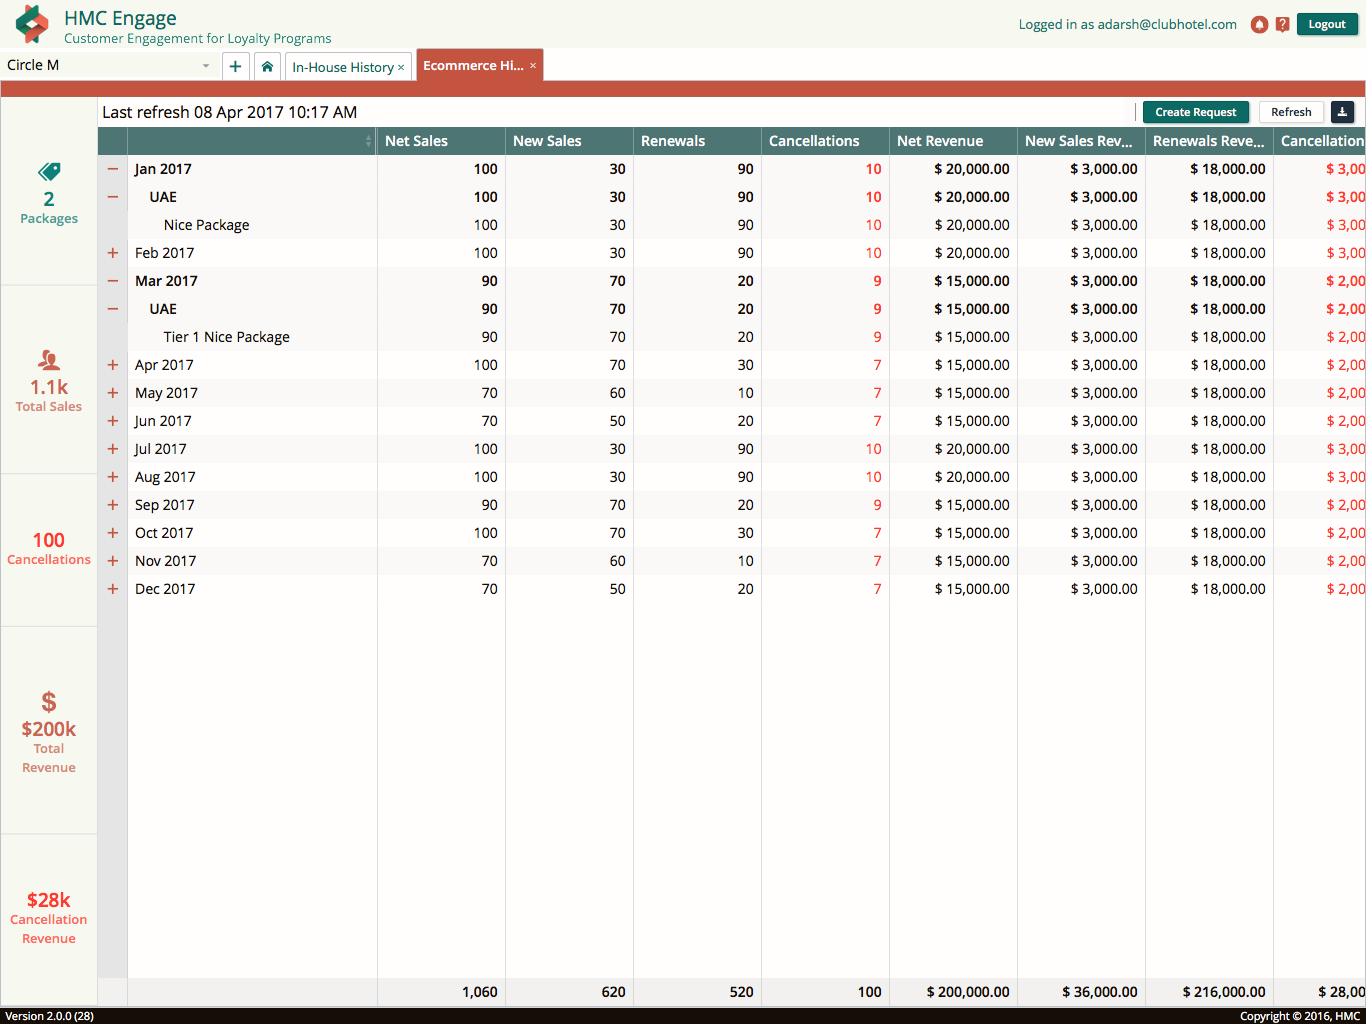 HMC Engage
Customer Engagement for Loyalty Programs
Logged in as adarsh@clubhotel.com ? Logout
Circle M + In-House History × Ecommerce Hi... ×
Last refresh 08 Apr 2017 10:17 AM Create Request Refresh
Net Sales New Sales Renewals Cancellations Net Revenue New Sales Rev... Renewals Reve... Cancellation
− Jan 2017 100 30 90 10 $ 20,000.00 $ 3,000.00 $ 18,000.00 $ 3,00
− UAE 100 30 90 10 $ 20,000.00 $ 3,000.00 $ 18,000.00 $ 3,00
Nice Package 100 30 90 10 $ 20,000.00 $ 3,000.00 $ 18,000.00 $ 3,00
+ Feb 2017 100 30 90 10 $ 20,000.00 $ 3,000.00 $ 18,000.00 $ 3,00
− Mar 2017 90 70 20 9 $ 15,000.00 $ 3,000.00 $ 18,000.00 $ 2,00
− UAE 90 70 20 9 $ 15,000.00 $ 3,000.00 $ 18,000.00 $ 2,00
Tier 1 Nice Package 90 70 20 9 $ 15,000.00 $ 3,000.00 $ 18,000.00 $ 2,00
+ Apr 2017 100 70 30 7 $ 15,000.00 $ 3,000.00 $ 18,000.00 $ 2,00
+ May 2017 70 60 10 7 $ 15,000.00 $ 3,000.00 $ 18,000.00 $ 2,00
+ Jun 2017 70 50 20 7 $ 15,000.00 $ 3,000.00 $ 18,000.00 $ 2,00
+ Jul 2017 100 30 90 10 $ 20,000.00 $ 3,000.00 $ 18,000.00 $ 3,00
+ Aug 2017 100 30 90 10 $ 20,000.00 $ 3,000.00 $ 18,000.00 $ 3,00
+ Sep 2017 90 70 20 9 $ 15,000.00 $ 3,000.00 $ 18,000.00 $ 2,00
+ Oct 2017 100 70 30 7 $ 15,000.00 $ 3,000.00 $ 18,000.00 $ 2,00
+ Nov 2017 70 60 10 7 $ 15,000.00 $ 3,000.00 $ 18,000.00 $ 2,00
+ Dec 2017 70 50 20 7 $ 15,000.00 $ 3,000.00 $ 18,000.00 $ 2,00
1,060 620 520 100 $ 200,000.00 $ 36,000.00 $ 216,000.00 $ 28,00
2
Packages
1.1k
Total Sales
100
Cancellations
$
$200k
Total
Revenue
$28k
Cancellation
Revenue
Version 2.0.0 (28) Copyright © 2016, HMC